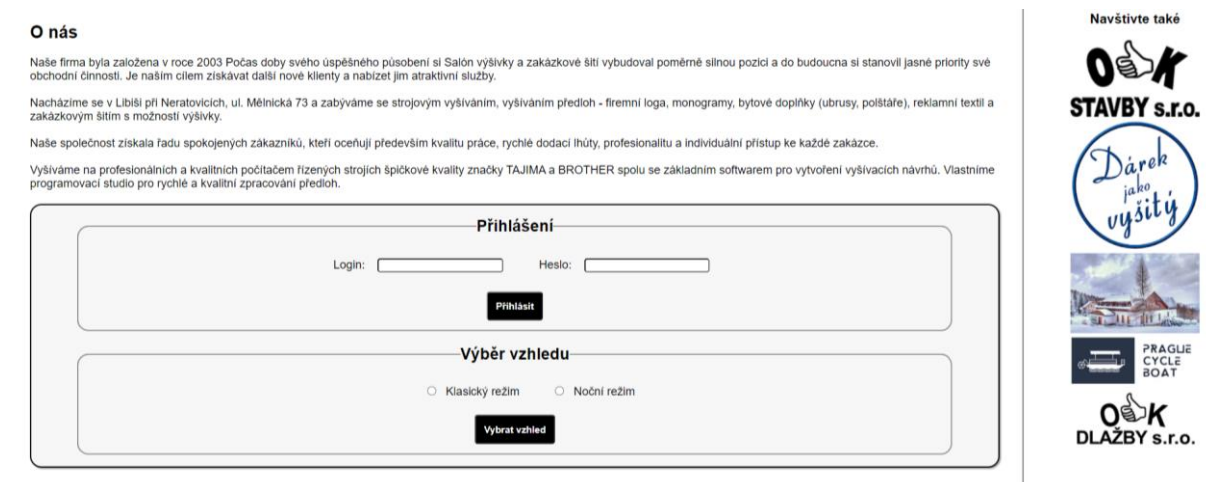 O nás
Naše firma byla založena v roce 2003 Počas doby svého úspěšného působení si Salón výšivky a zakázkové šití vybudoval poměrně silnou pozici a do budoucna si stanovil jasné priority své
obchodní činnosti. Je naším cílem získávat další nové klienty a nabízet jim atraktivní služby.
Nacházíme se v Libiši při Neratovicích, ul. Mělnická 73 a zabýváme se strojovým vyšíváním, vyšíváním předloh - firemní loga, monogramy, bytové doplňky (ubrusy, polštáře), reklamní textil a
zakázkovým šitím s možností výšivky.
Naše společnost získala řadu spokojených zákazníků, kteří oceňují především kvalitu práce, rychlé dodací lhůty, profesionalitu a individuální přístup ke každé zakázce.
Vyšíváme na profesionálních a kvalitních počítačem řízených strojích špičkové kvality značky TAJIMA a BROTHER spolu se základním softwarem pro vytvoření vyšívacích návrhů. Vlastníme
programovací studio pro rychlé a kvalitní zpracování předloh.
Přihlášení
Login: Heslo:
Přihlásit
Výběr vzhledu
Klasický režim Noční režim
Vybrat vzhled
Navštivte také
OK
STAVBY s.r.o.
Dárek
jako
vyšitý
PRAGUE
CYCLE
BOAT
OK
DLAŽBY s.r.o.